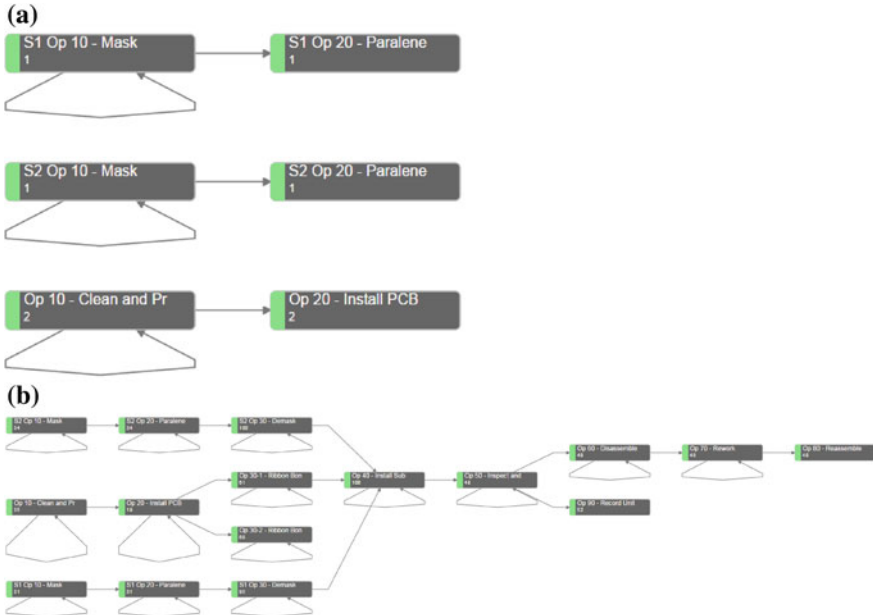 (a)
S1 Op 10 - Mask
1
S1 Op 20 - Paralene
1
S2 Op 10 - Mask
1
S2 Op 20 - Paralene
1
Op 10 - Clean and Pr
2
Op 20 - Install PCB
2
(b)
S2 Op 10 - Mask
S2 Op 20 - Paralene
S2 Op 30 - Demask
Op 60 - Disassemble
Op 70 - Rework
Op 80 - Reassemble
Op 30-1 - Ribbon Bon
Op 40 - Install Sub
Op 50 - Inspect and
Op 10 - Clean and Pr
Op 20 - Install PCB
Op 90 - Record Unit
Op 30-2 - Ribbon Bon
S1 Op 10 - Mask
S1 Op 20 - Paralene
S1 Op 30 - Demask